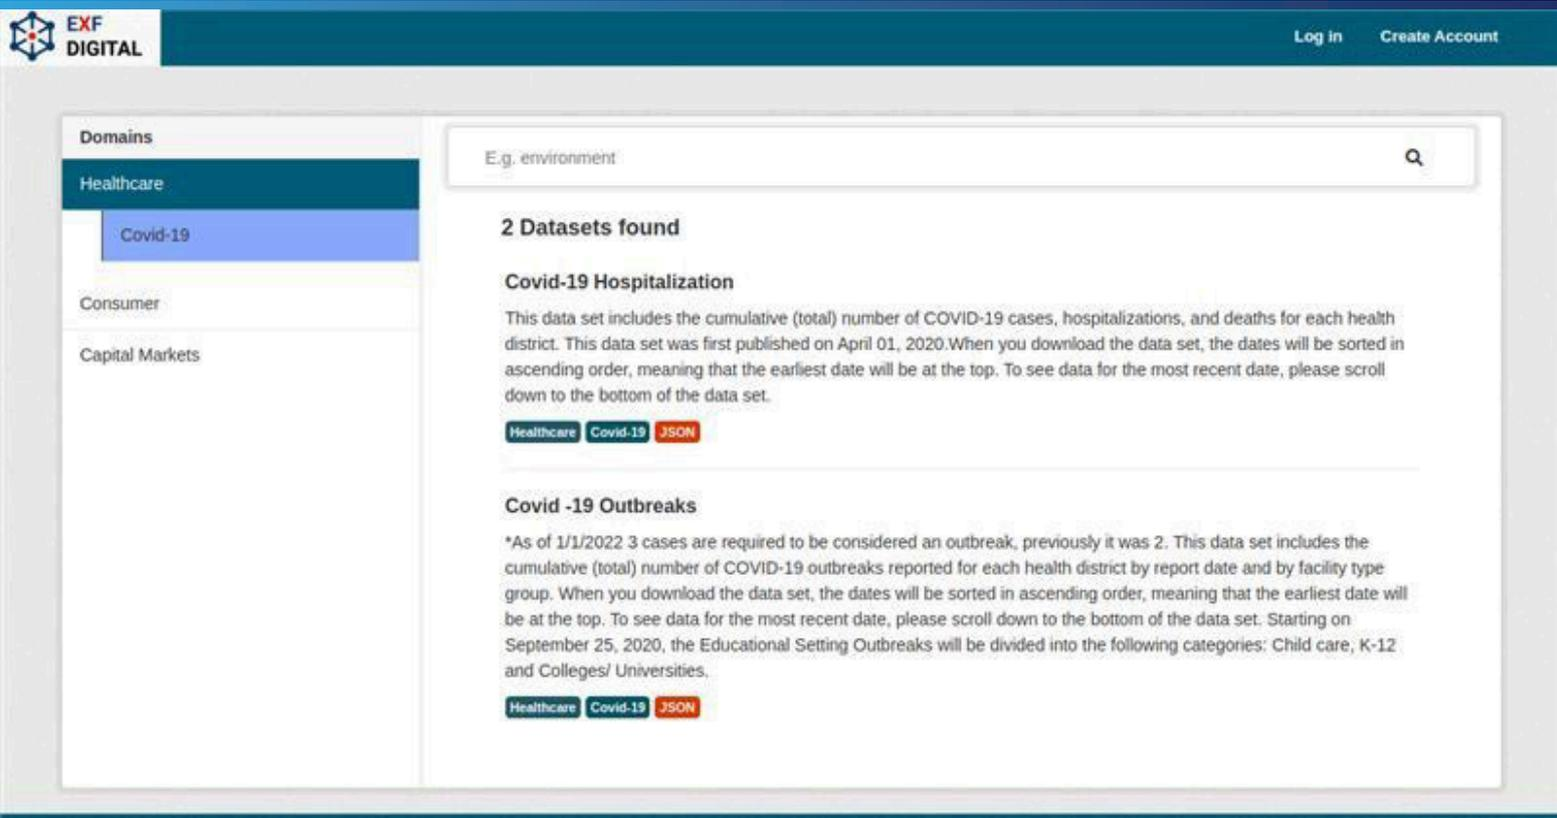 EXF
DIGITAL
Log in
Create Account
Domains
Healthcare
Covid-19
Consumer
Capital Markets
E.g. environment
2 Datasets found
Covid-19 Hospitalization
This data set includes the cumulative (total) number of COVID-19 cases, hospitalizations, and deaths for each health
district. This data set was first published on April 01, 2020.When you download the data set, the dates will be sorted in
ascending order, meaning that the earliest date will be at the top. To see data for the most recent date, please scroll
down to the bottom of the data set.
Healthcare Covid-19 JSON
Covid -19 Outbreaks
*As of 1/1/2022 3 cases are required to be considered an outbreak, previously it was 2. This data set includes the
cumulative (total) number of COVID-19 outbreaks reported for each health district by report date and by facility type
group. When you download the data set, the dates will be sorted in ascending order, meaning that the earliest date will
be at the top. To see data for the most recent date, please scroll down to the bottom of the data set. Starting on
September 25, 2020, the Educational Setting Outbreaks will be divided into the following categories: Child care, K-12
and Colleges/ Universities.
Healthcare Covid-19 JSON